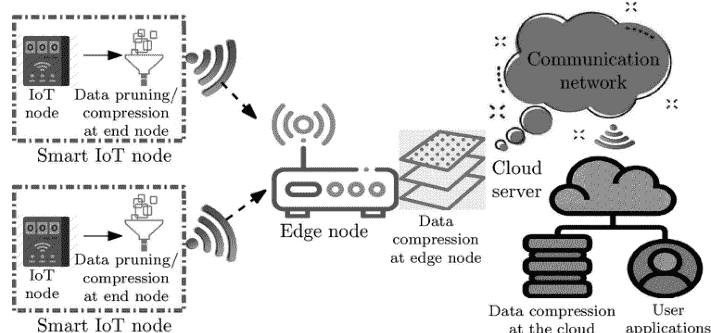 IoT
node
Data pruning/
compression
at end node
Smart IoT node
IoT
node
Data pruning/
compression
at end node
Smart IoT node
Edge node
Data
compression
at edge node
Communication
network
Cloud
server
Data compression
at the cloud
User
applications